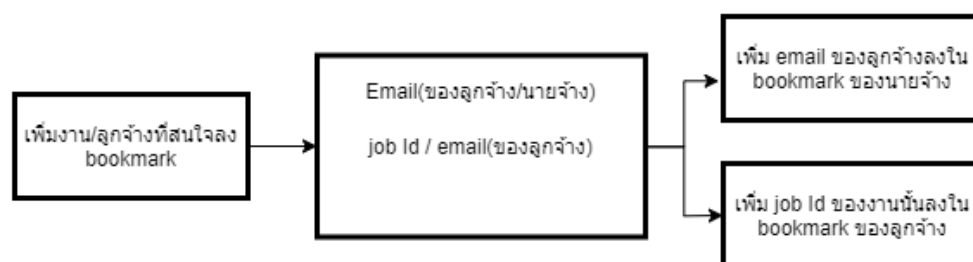 เพิ่มงาน/ลูกจ้างที่สนใจลง
bookmark
Email(ของลูกจ้าง/นายจ้าง)
job Id / email(ของลูกจ้าง)
เพิ่ม email ของลูกจ้างลงใน
bookmark ของนายจ้าง
เพิ่ม job Id ของงานนั้นลงใน
bookmark ของลูกจ้าง